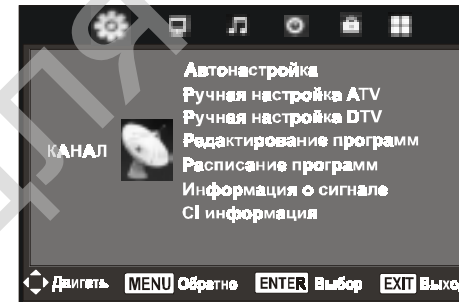 Автонастройка
Ручная настройка ATV
Ручная настройка DTV
Редактирование программ
КАНАЛ
Расписание программ
Информация о сигнале
CI информация
Двигать MENU Обратно ENTER Выбор EXIT Выхо